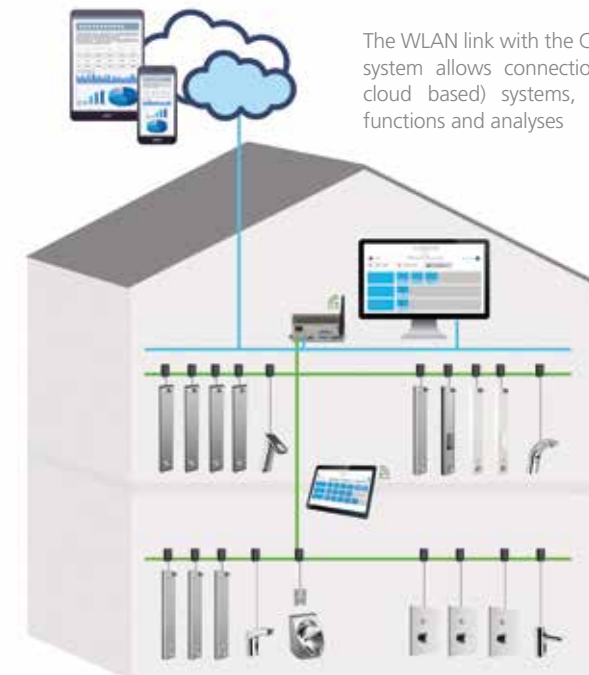 The WLAN link with the C
system allows connectio
cloud based) systems,
functions and analyses